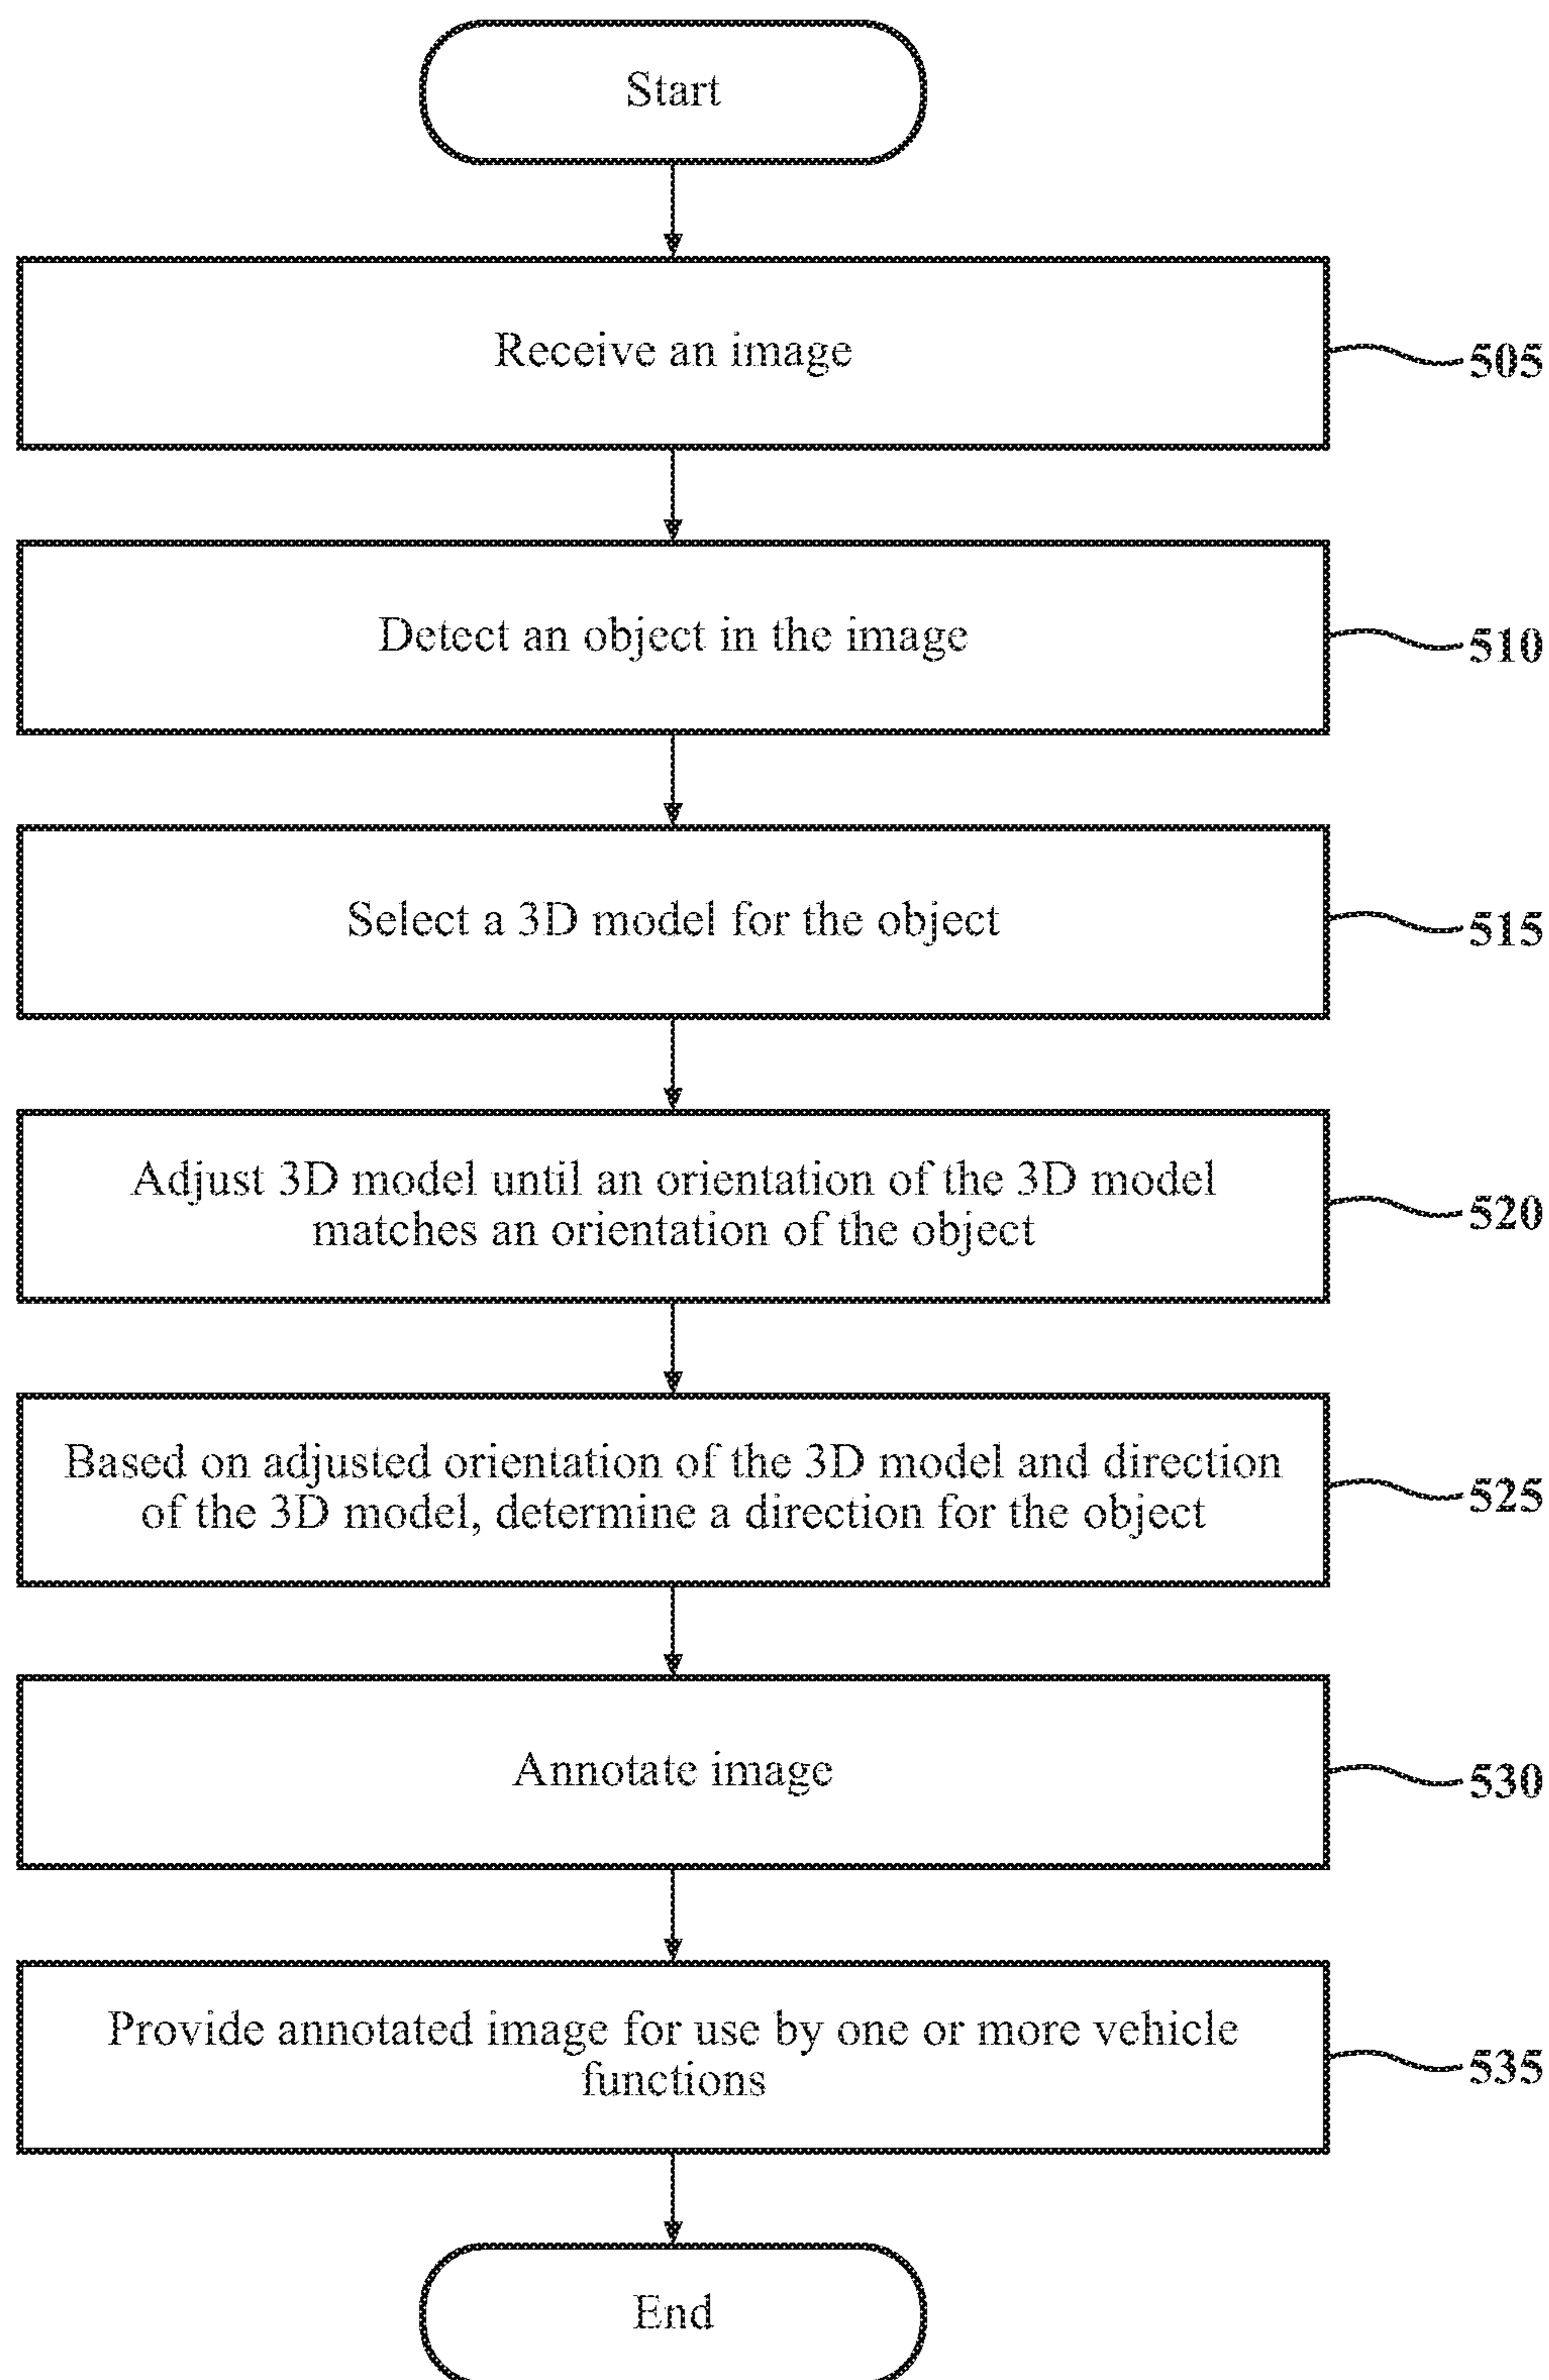 Start
Receive an image
505
Detect an object in the image
510
Select a 3D model for the object
515
Adjust 3D model until an orientation of the 3D model
matches an orientation of the object
520
Based on adjusted orientation of the 3D model and direction
of the 3D model, determine a direction for the object
525
Annotate image
530
Provide annotated image for use by one or more vehicle
functions
535
End